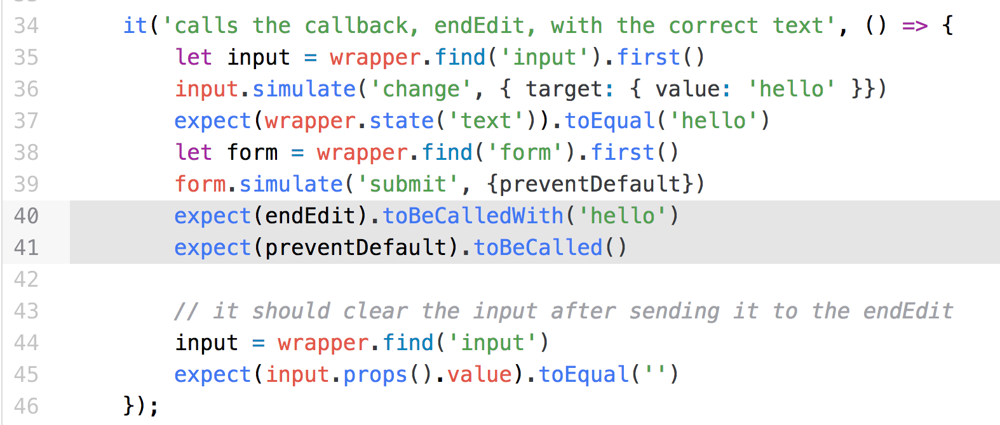 34 it('calls the callback, endEdit, with the correct text', () => {
35 let input = wrapper.find('input').first()
36 input.simulate('change', { target: { value: 'hello' }})
37 expect(wrapper.state('text')).toEqual('hello')
38 let form = wrapper.find('form').first()
39 form.simulate('submit', {preventDefault})
40 expect(endEdit).toBeCalledWith('hello')
41 expect(preventDefault).toBeCalled()
42
43 // it should clear the input after sending it to the endEdit
44 input = wrapper.find('input')
45 expect(input.props().value).toEqual('')
46 });